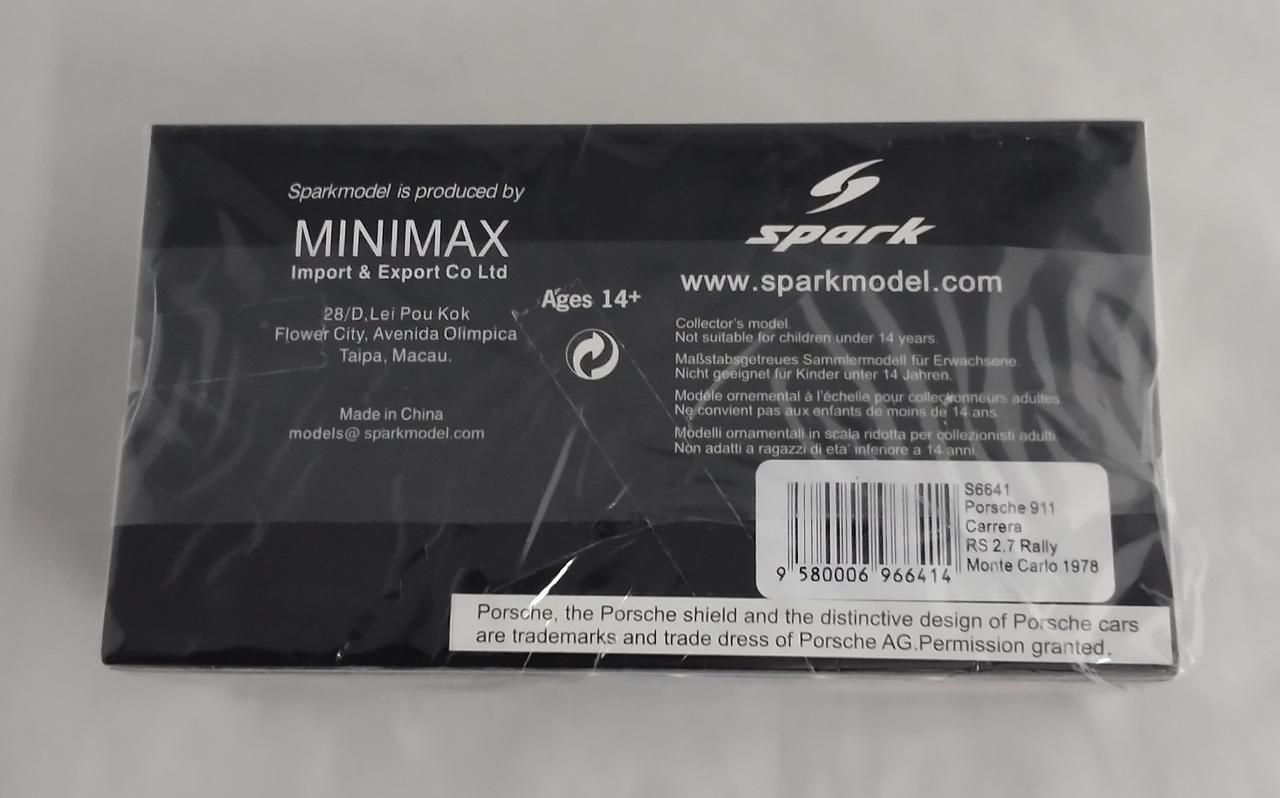 Sparkmodel is produced by
MINIMAX
Import & Export Co Ltd
28/D,Lei Pou Kok
Flower City, Avenida Olimpica
Taipa, Macau.
Made in China
models@ sparkmodel.com
Ages 14+
spark
www.sparkmodel.com
Collector's model.
Not suitable for children under 14 years.
Maßstabsgetreues Sammlermodell für Erwachsene.
Nicht geeignet für Kinder unter 14 Jahren.
Modèle ornemental à l'échelle pour collectionneurs adultes.
Ne convient pas aux enfants de moins de 14 ans.
Modelli ornamentali in scala ridotta per collezionisti adulti.
Non adatti a ragazzi di eta' inferiore a 14 anni.
S6641
Porsche 911
Carrera
RS 2.7 Rally
Monte Carlo 1978
9 580006 966414
Porsche, the Porsche shield and the distinctive design of Porsche cars
are trademarks and trade dress of Porsche AG.Permission granted.